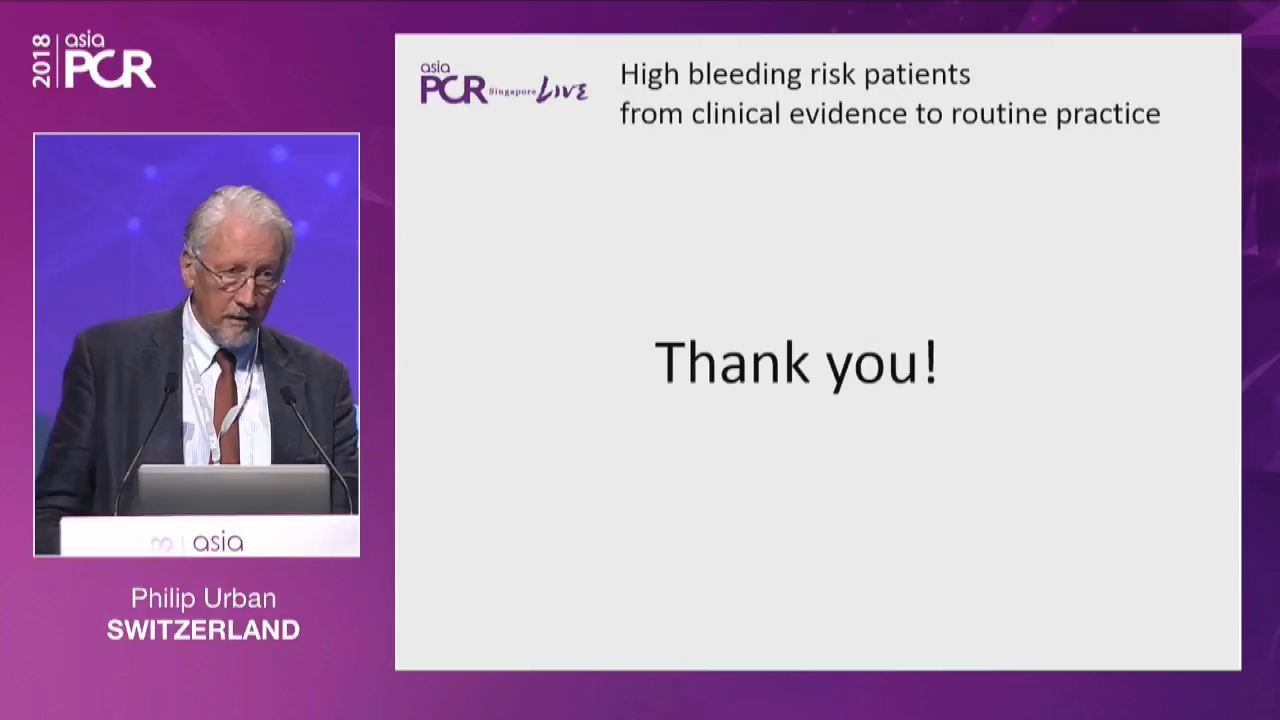 2018
asia
PCR
asia
PCR Singapore LIVE
High bleeding risk patients
from clinical evidence to routine practice
Thank you!
asia
Philip Urban
SWITZERLAND